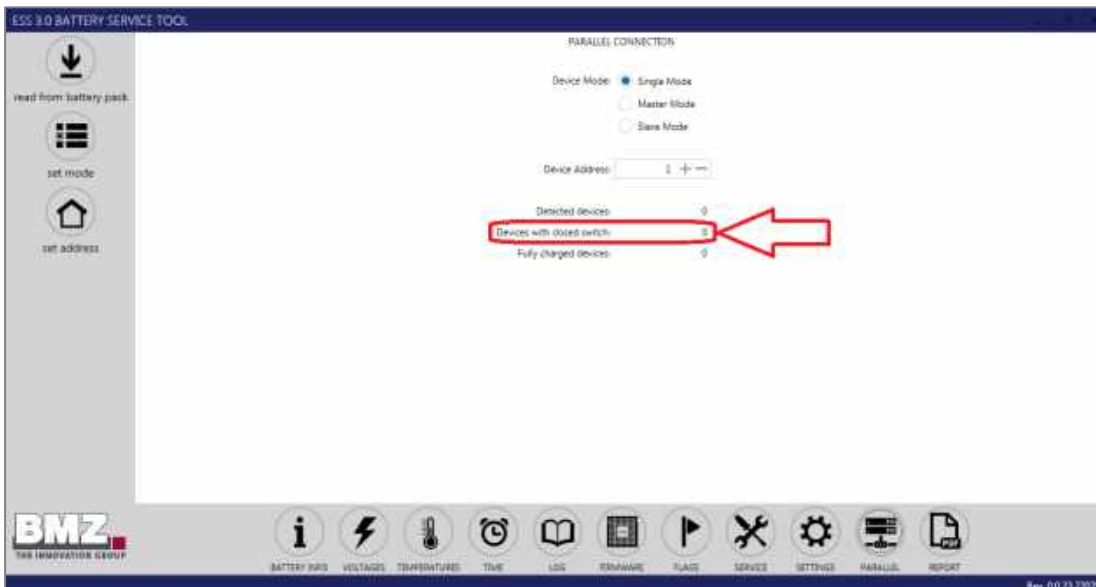 ESS 3.0 BATTERY SERVICE TOOL
PARALLEL CONNECTION
read from battery pack
set mode
set address
Device Mode: Single Mode
Master Mode
Slave Mode
Device Address: 1 + −
Detected devices: 0
Devices with closed switch: 0
Fully charged devices: 0
BMZ
THE INNOVATION GROUP
BATTERY INFO VOLTAGES TEMPERATURES TIME LOG FIRMWARE FLAGS SERVICE SETTINGS PARALLEL REPORT
PDF